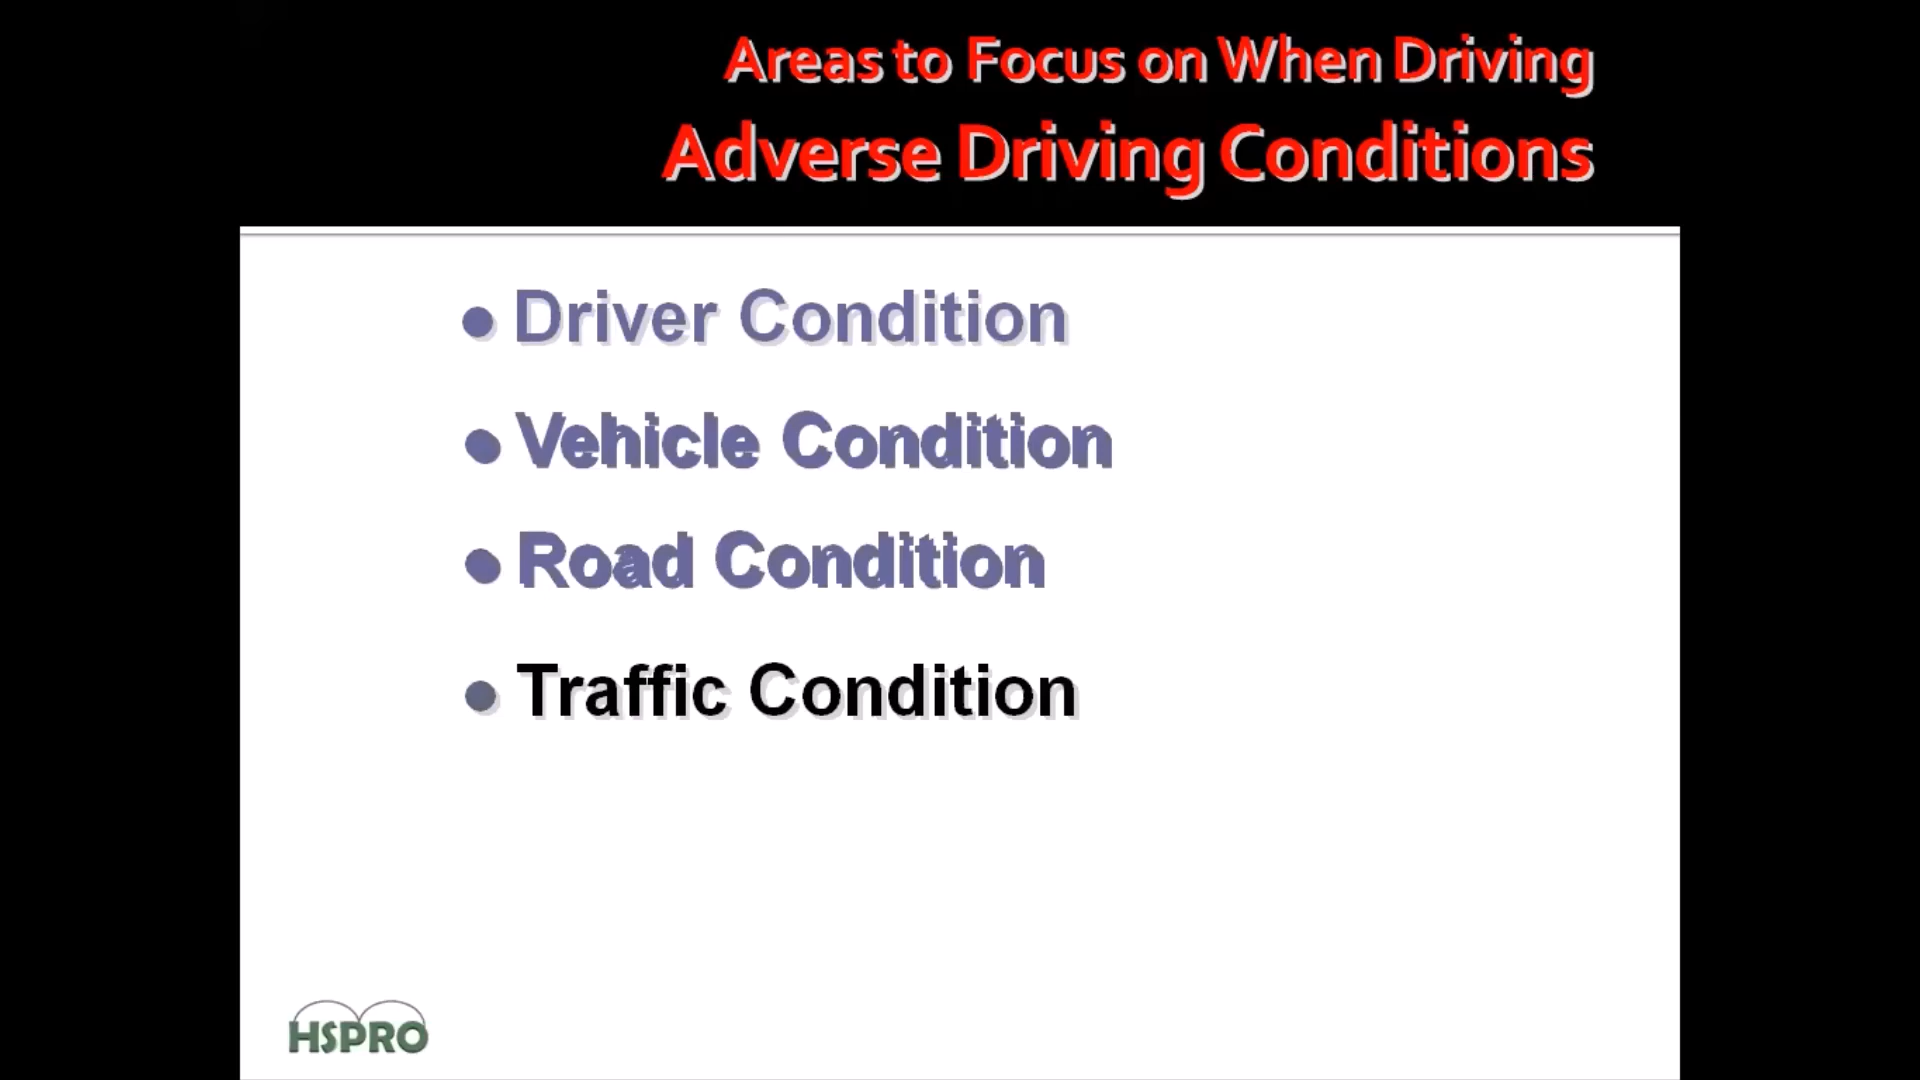 Areas to Focus on When Driving
Adverse Driving Conditions
● Driver Condition
● Vehicle Condition
● Road Condition
● Traffic Condition
HSPRO